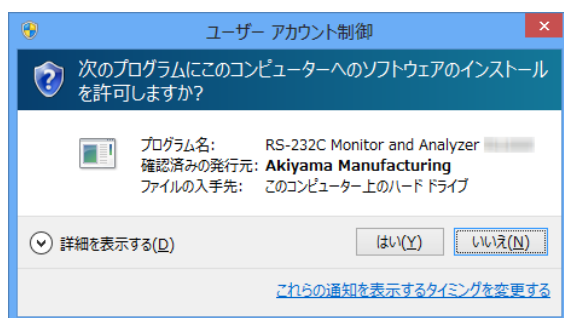 ユーザー アカウント制御
次のプログラムにこのコンピューターへのソフトウェアのインストール
を許可しますか?
プログラム名: RS-232C Monitor and Analyzer
確認済みの発行元: Akiyama Manufacturing
ファイルの入手先: このコンピューター上のハード ドライブ
詳細を表示する(D)
はい(Y) いいえ(N)
これらの通知を表示するタイミングを変更する